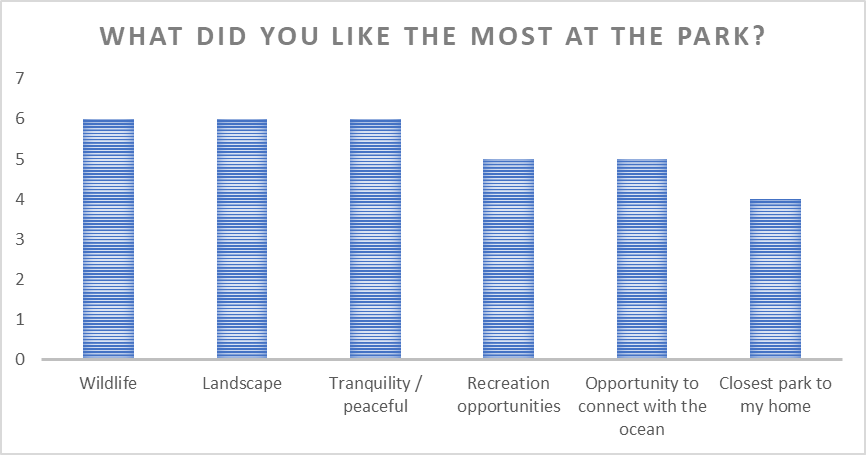 WHAT DID YOU LIKE THE MOST AT THE PARK?
7
6
5
4
3
2
1
0
Wildlife
Landscape
Tranquility /
peaceful
Recreation
opportunities
Opportunity to
connect with the
ocean
Closest park to
my home